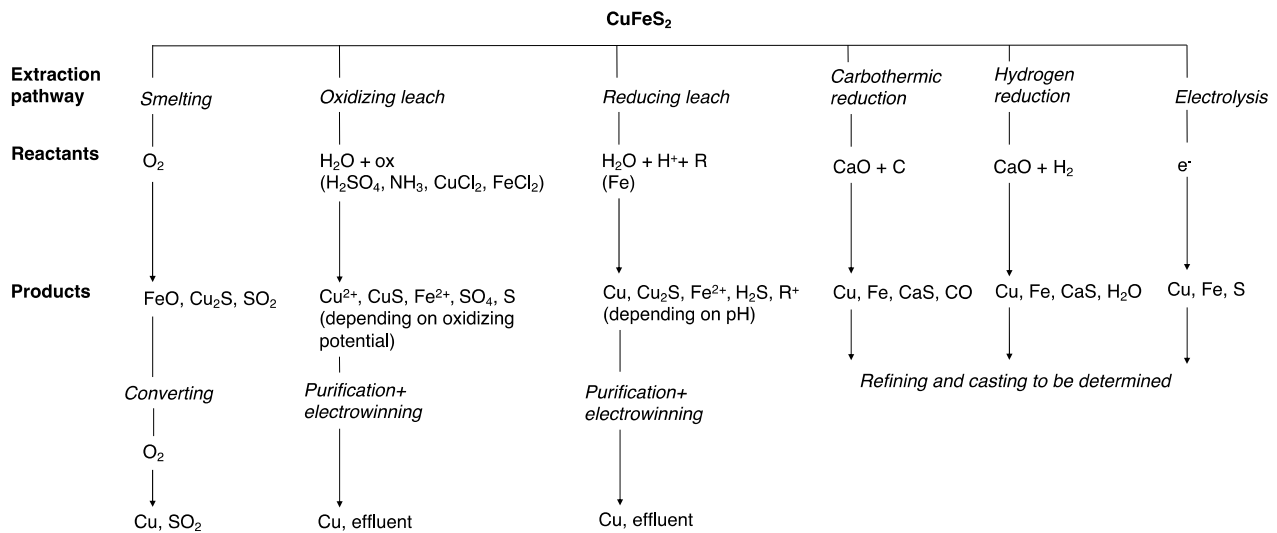 CuFeS₂
Extraction
pathway
Smelting
Oxidizing leach
Reducing leach
Carbothermic
reduction
Hydrogen
reduction
Electrolysis
Reactants
O₂
H₂O + ox
(H₂SO₄, NH₃, CuCl₂, FeCl₂)
H₂O + H⁺+ R
(Fe)
CaO + C
CaO + H₂
e⁻
Products
FeO, Cu₂S, SO₂
Cu²⁺, CuS, Fe²⁺, SO₄, S
(depending on oxidizing
potential)
Cu, Cu₂S, Fe²⁺, H₂S, R⁺
(depending on pH)
Cu, Fe, CaS, CO
Cu, Fe, CaS, H₂O
Cu, Fe, S
Converting
Purification+
electrowinning
Purification+
electrowinning
Refining and casting to be determined
O₂
Cu, SO₂
Cu, effluent
Cu, effluent